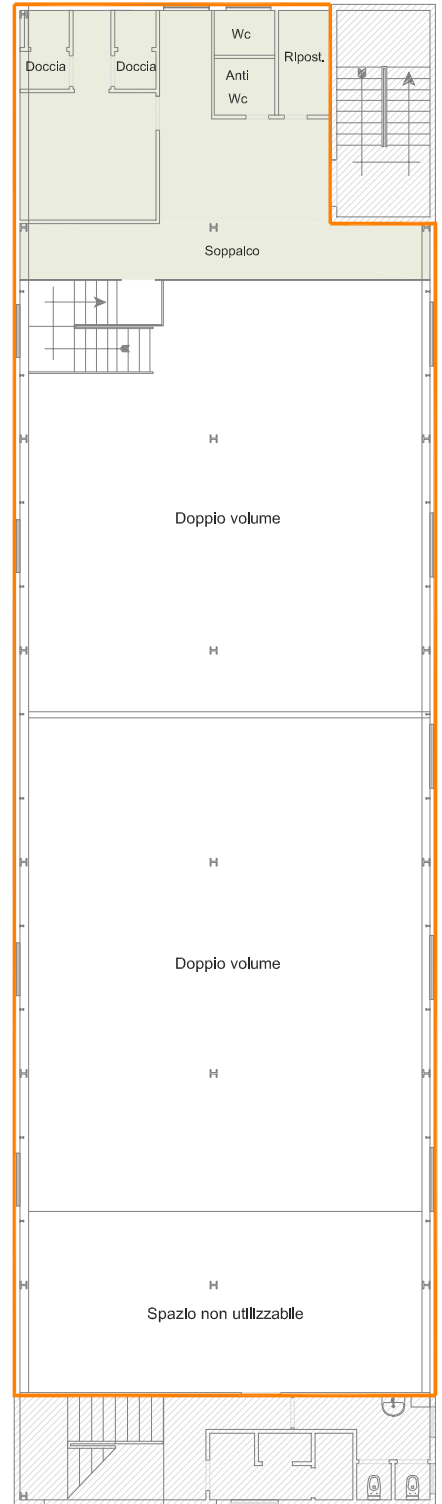 Wc
Doccia
Doccia
Ripost.
Anti
Wc
Soppalco
Doppio volume
Doppio volume
Spazio non utilizzabile